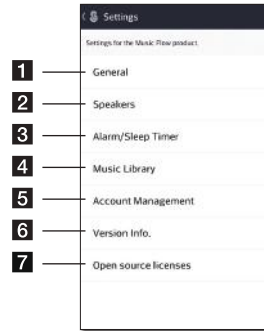 Settings
Settings for the Music Flow product.
1 General
2 Speakers
3 Alarm/Sleep Timer
4 Music Library
5 Account Management
6 Version Info.
7 Open source licenses